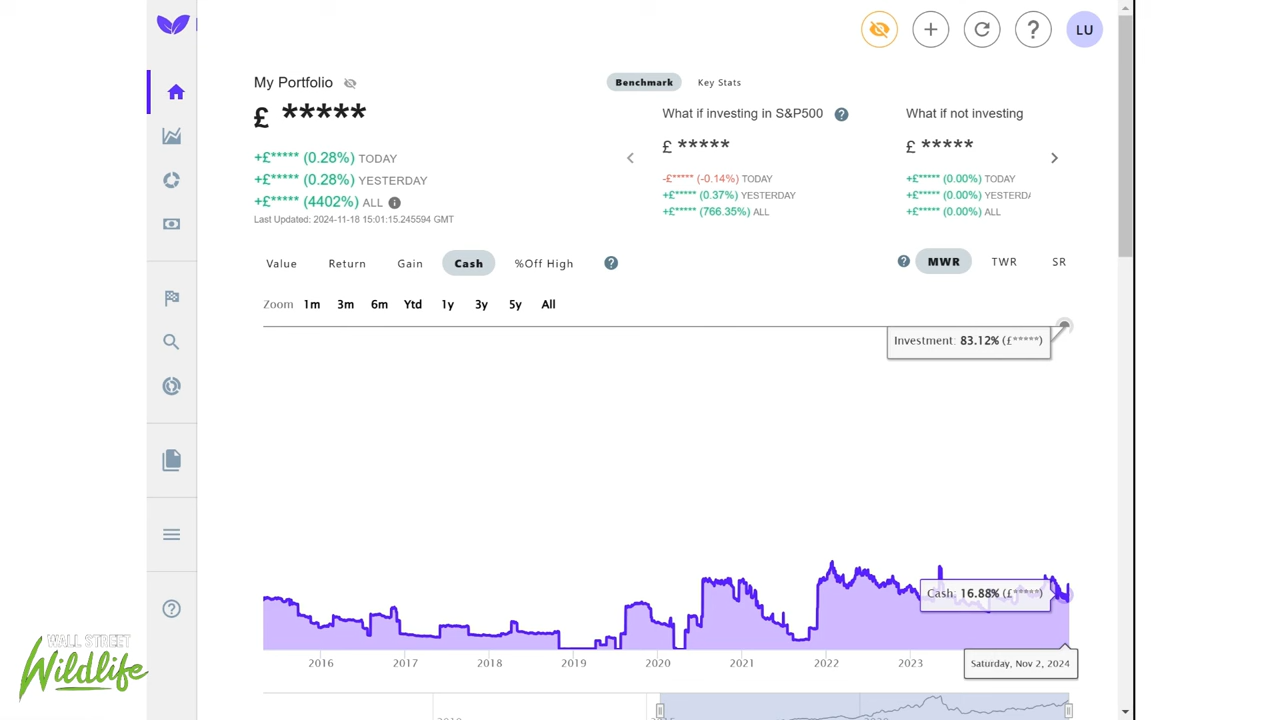 LU
My Portfolio
£ *****
+£***** (0.28%) TODAY
+£***** (0.28%) YESTERDAY
+£***** (4402%) ALL
Last Updated: 2024-11-18 15:01:15.245594 GMT
Benchmark Key Stats
What if investing in S&P500
£ *****
-£***** (-0.14%) TODAY
+£***** (0.37%) YESTERDAY
+£***** (766.35%) ALL
What if not investing
£ *****
+£***** (0.00%) TODAY
+£***** (0.00%) YESTERDA
+£***** (0.00%) ALL
Value Return Gain Cash %Off High
MWR TWR SR
Zoom 1m 3m 6m Ytd 1y 3y 5y All
Investment: 83.12% (£*****)
Cash: 16.88% (£*****)
2016 2017 2018 2019 2020 2021 2022 2023
Saturday, Nov 2, 2024
WALL STREET
Wildlife